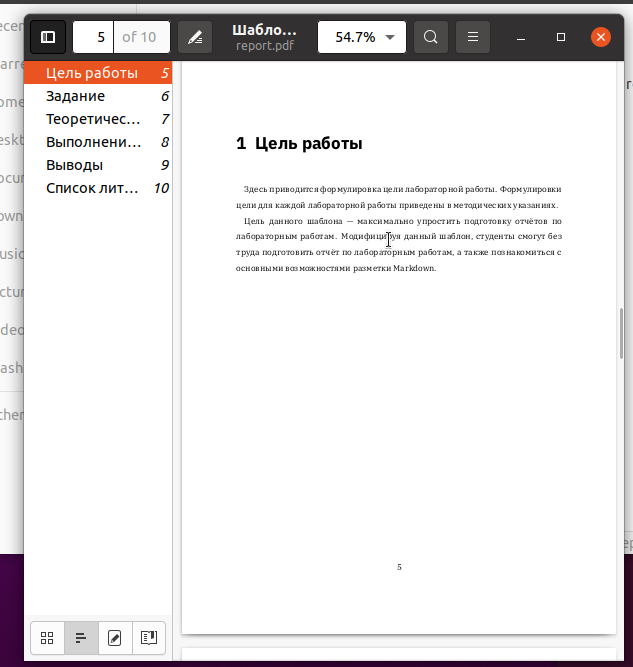 5 of 10
Шабло...
report.pdf
54.7%
Цель работы 5
Задание 6
Теоретичес... 7
Выполнени... 8
Выводы 9
Список лит... 10
1 Цель работы
Здесь приводится формулировка цели лабораторной работы. Формулировки
цели для каждой лабораторной работы приведены в методических указаниях.
Цель данного шаблона — максимально упростить подготовку отчётов по
лабораторным работам. Модифицируя данный шаблон, студенты смогут без
труда подготовить отчёт по лабораторным работам, а также познакомиться с
основными возможностями разметки Markdown.
5